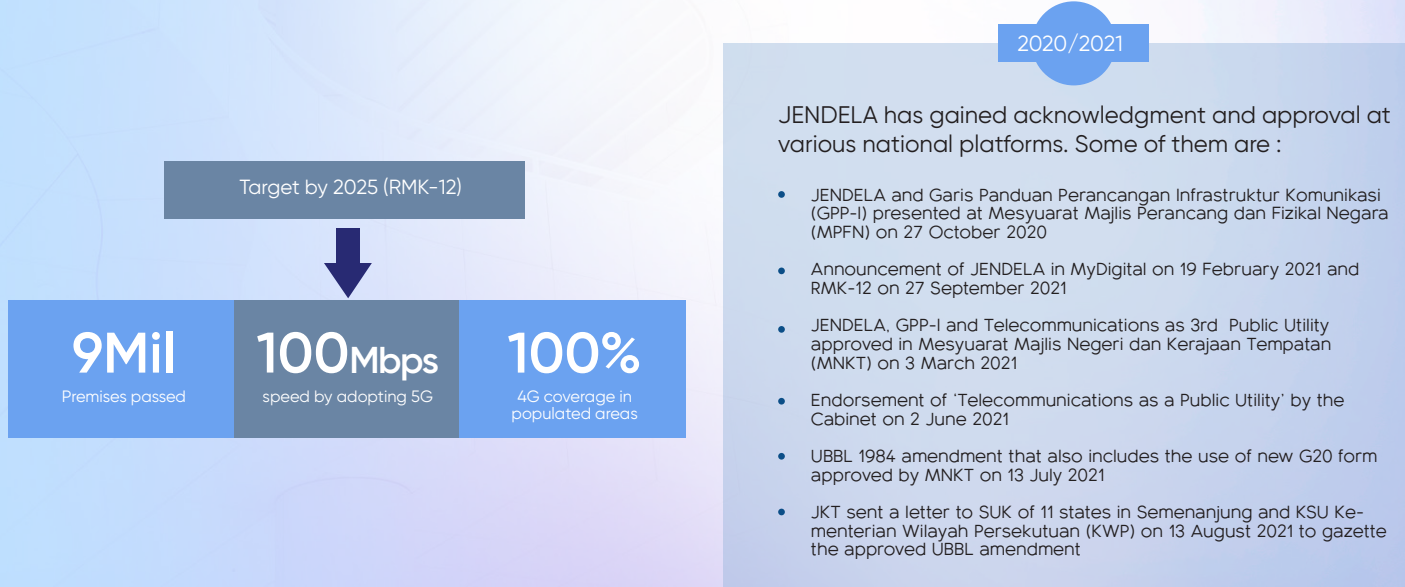 Target by 2025 (RMK-12)
9Mil
Premises passed
100Mbps
speed by adopting 5G
100%
4G coverage in
populated areas
2020/2021
JENDELA has gained acknowledgment and approval at
various national platforms. Some of them are :
• JENDELA and Garis Panduan Perancangan Infrastruktur Komunikasi
(GPP-I) presented at Mesyuarat Majlis Perancang dan Fizikal Negara
(MPFN) on 27 October 2020
• Announcement of JENDELA in MyDigital on 19 February 2021 and
RMK-12 on 27 September 2021
• JENDELA, GPP-I and Telecommunications as 3rd Public Utility
approved in Mesyuarat Majlis Negeri dan Kerajaan Tempatan
(MNKT) on 3 March 2021
• Endorsement of ‘Telecommunications as a Public Utility’ by the
Cabinet on 2 June 2021
• UBBL 1984 amendment that also includes the use of new G20 form
approved by MNKT on 13 July 2021
• JKT sent a letter to SUK of 11 states in Semenanjung and KSU Ke-
menterian Wilayah Persekutuan (KWP) on 13 August 2021 to gazette
the approved UBBL amendment